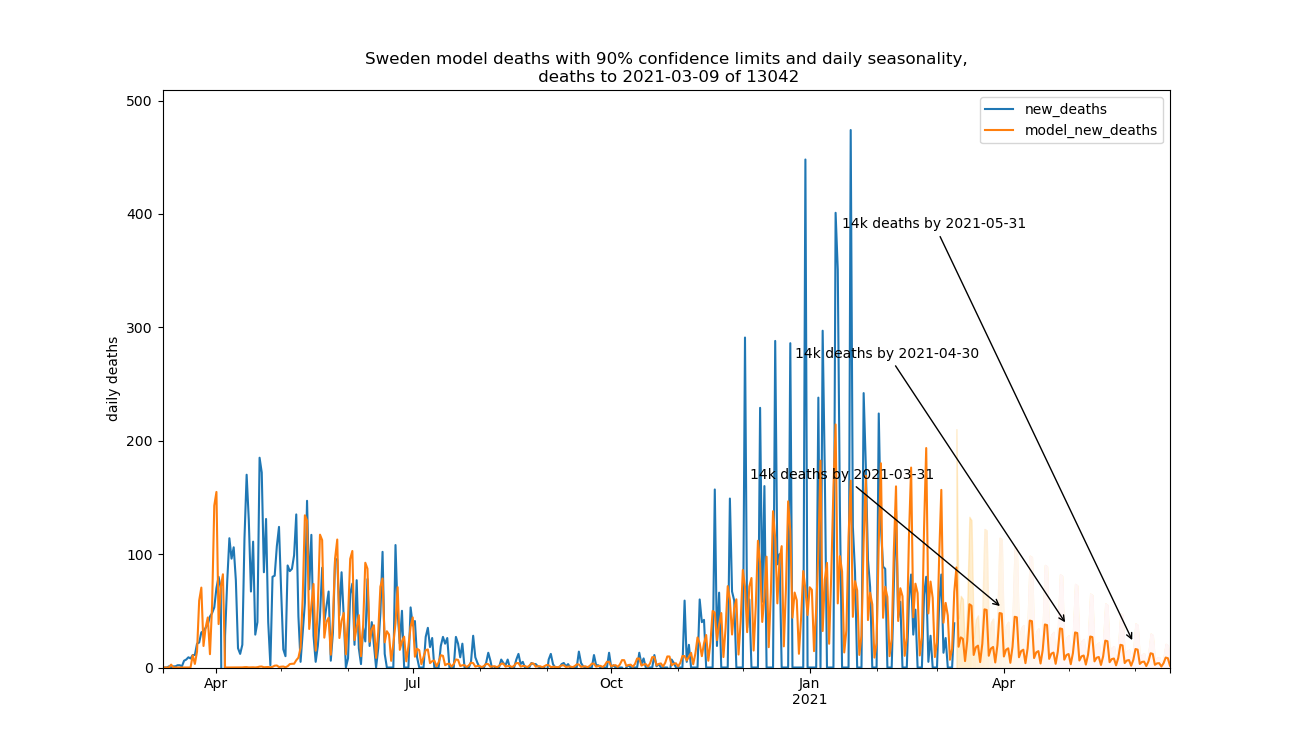 Sweden model deaths with 90% confidence limits and daily seasonality,
deaths to 2021-03-09 of 13042
500
400
300
200
100
0
daily deaths
new_deaths
model_new_deaths
14k deaths by 2021-05-31
14k deaths by 2021-04-30
14k deaths by 2021-03-31
Apr
Jul
Oct
Jan
2021
Apr